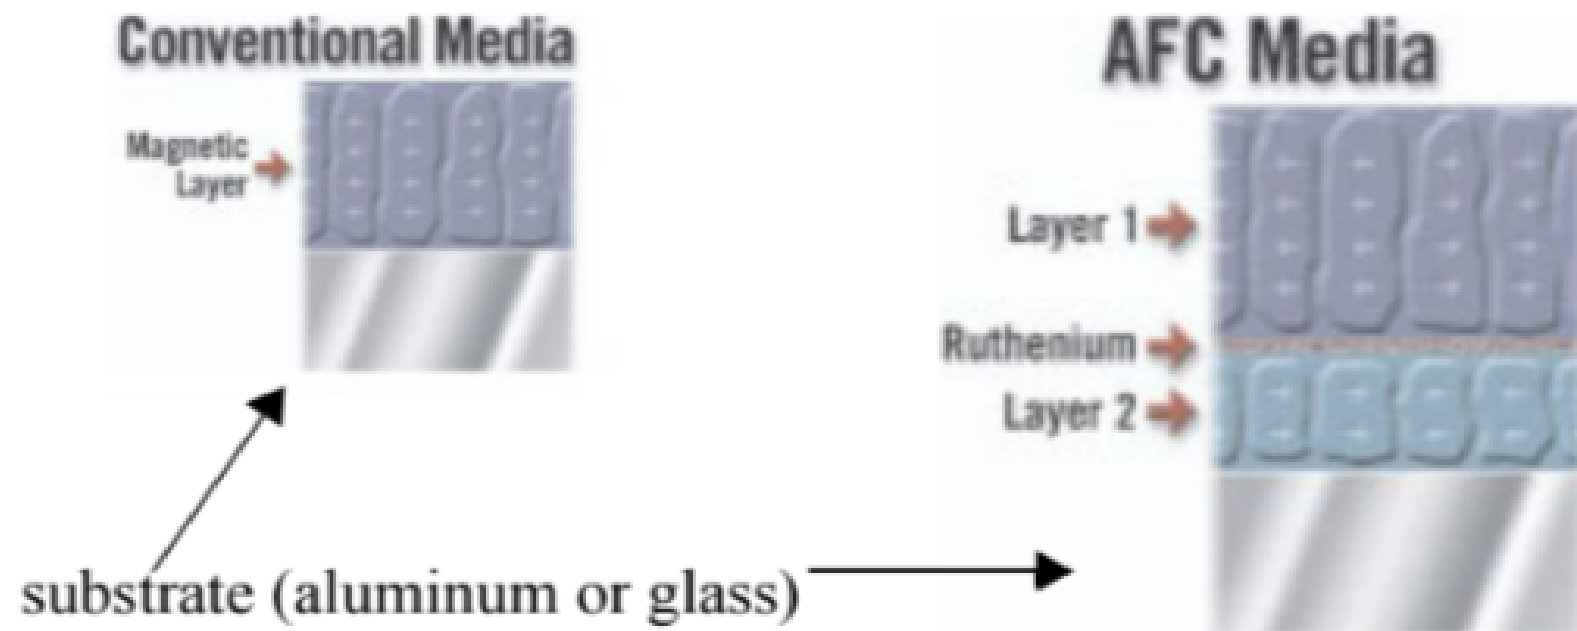 Conventional Media
Magnetic
Layer
AFC Media
Layer 1
Ruthenium
Layer 2
substrate (aluminum or glass)